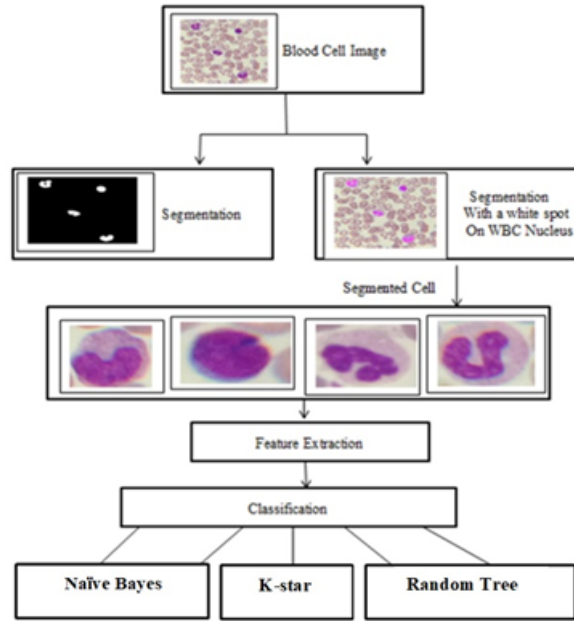 Blood Cell Image
Segmentation
Segmentation
With a white spot
On WBC Nucleus
Segmented Cell
Feature Extraction
Classification
Naïve Bayes
K-star
Random Tree